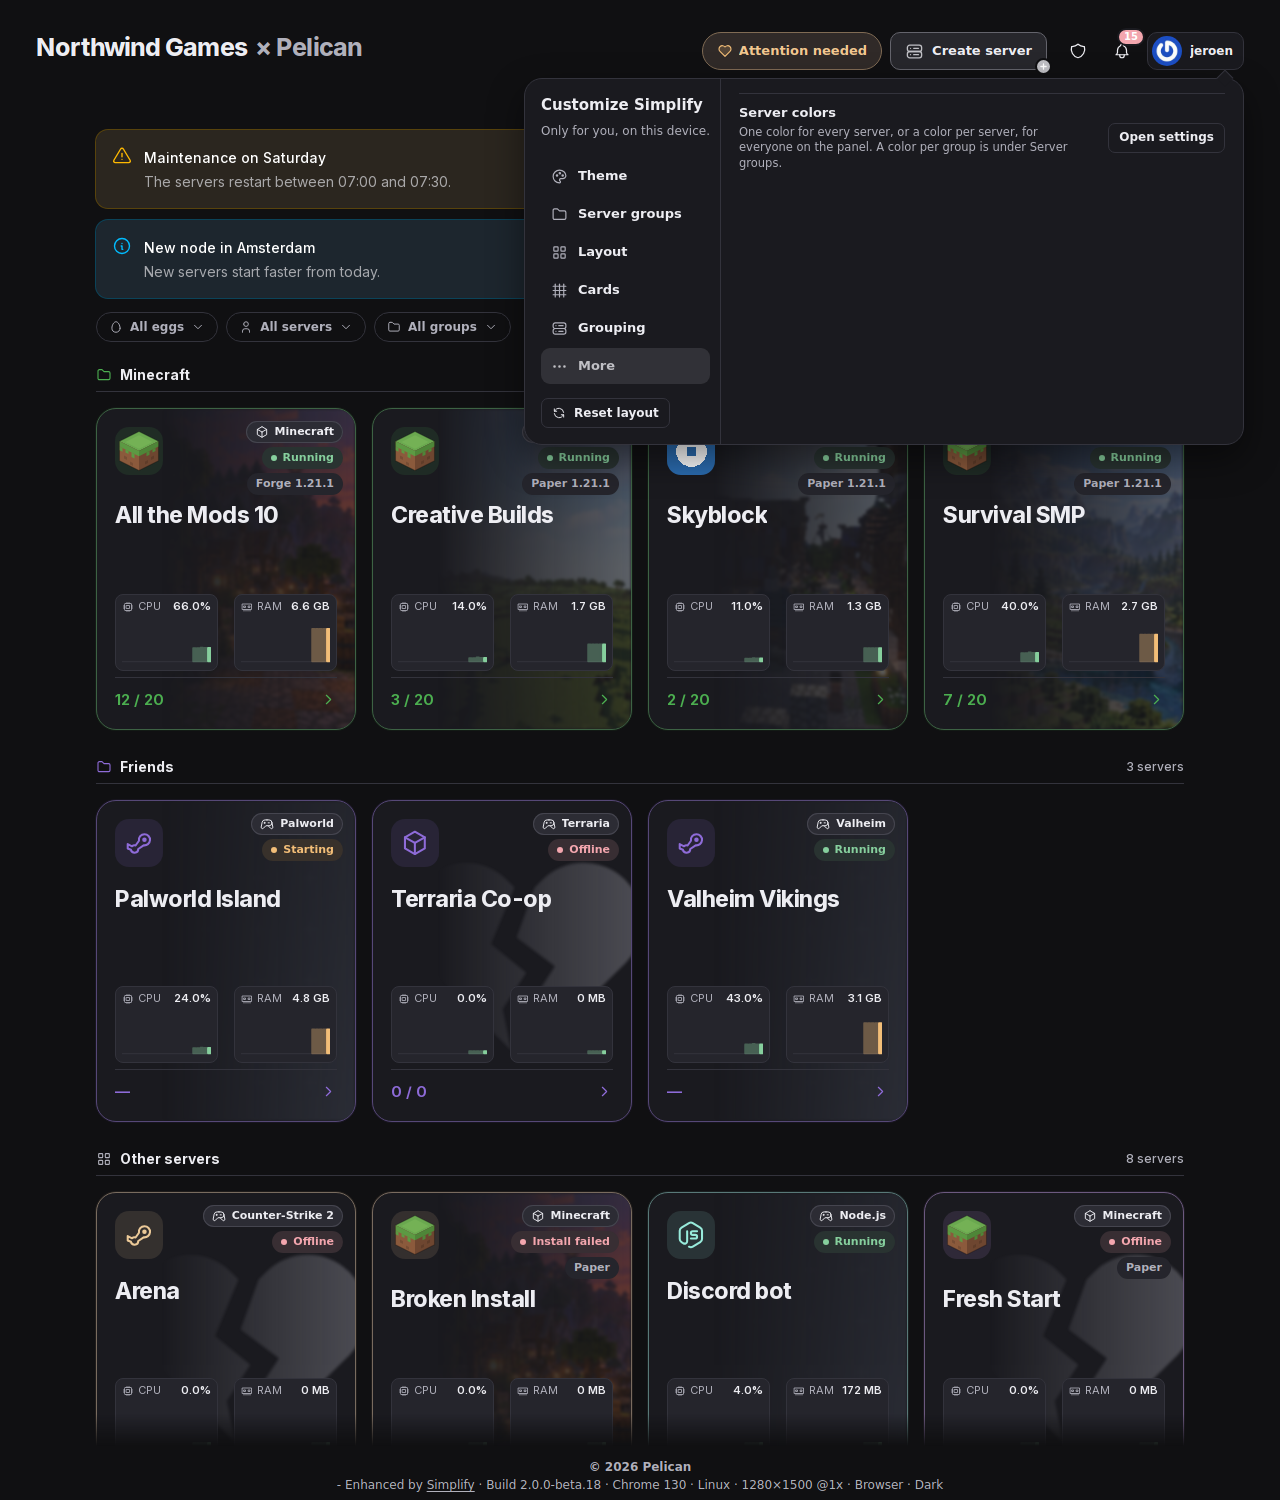 Northwind Games × Pelican
Attention needed
Create server
15
jeroen
Customize Simplify
Only for you, on this device.
Theme
Server groups
Layout
Cards
Grouping
More
Reset layout
Server colors
One color for every server, or a color per server, for
everyone on the panel. A color per group is under Server
groups.
Open settings
Maintenance on Saturday
The servers restart between 07:00 and 07:30.
New node in Amsterdam
New servers start faster from today.
All eggs
All servers
All groups
Minecraft
Minecraft
Running
Forge 1.21.1
All the Mods 10
CPU 66.0%
RAM 6.6 GB
12 / 20
Running
Paper 1.21.1
Creative Builds
CPU 14.0%
RAM 1.7 GB
3 / 20
Running
Paper 1.21.1
Skyblock
CPU 11.0%
RAM 1.3 GB
2 / 20
Running
Paper 1.21.1
Survival SMP
CPU 40.0%
RAM 2.7 GB
7 / 20
Friends
3 servers
Palworld
Starting
Palworld Island
CPU 24.0%
RAM 4.8 GB
—
Terraria
Offline
Terraria Co-op
CPU 0.0%
RAM 0 MB
0 / 0
Valheim
Running
Valheim Vikings
CPU 43.0%
RAM 3.1 GB
—
Other servers
8 servers
Counter-Strike 2
Offline
Arena
CPU 0.0%
RAM 0 MB
Minecraft
Install failed
Paper
Broken Install
CPU 0.0%
RAM 0 MB
Node.js
Running
Discord bot
CPU 4.0%
RAM 172 MB
Minecraft
Offline
Paper
Fresh Start
CPU 0.0%
RAM 0 MB
© 2026 Pelican
- Enhanced by Simplify · Build 2.0.0-beta.18 · Chrome 130 · Linux · 1280×1500 @1x · Browser · Dark